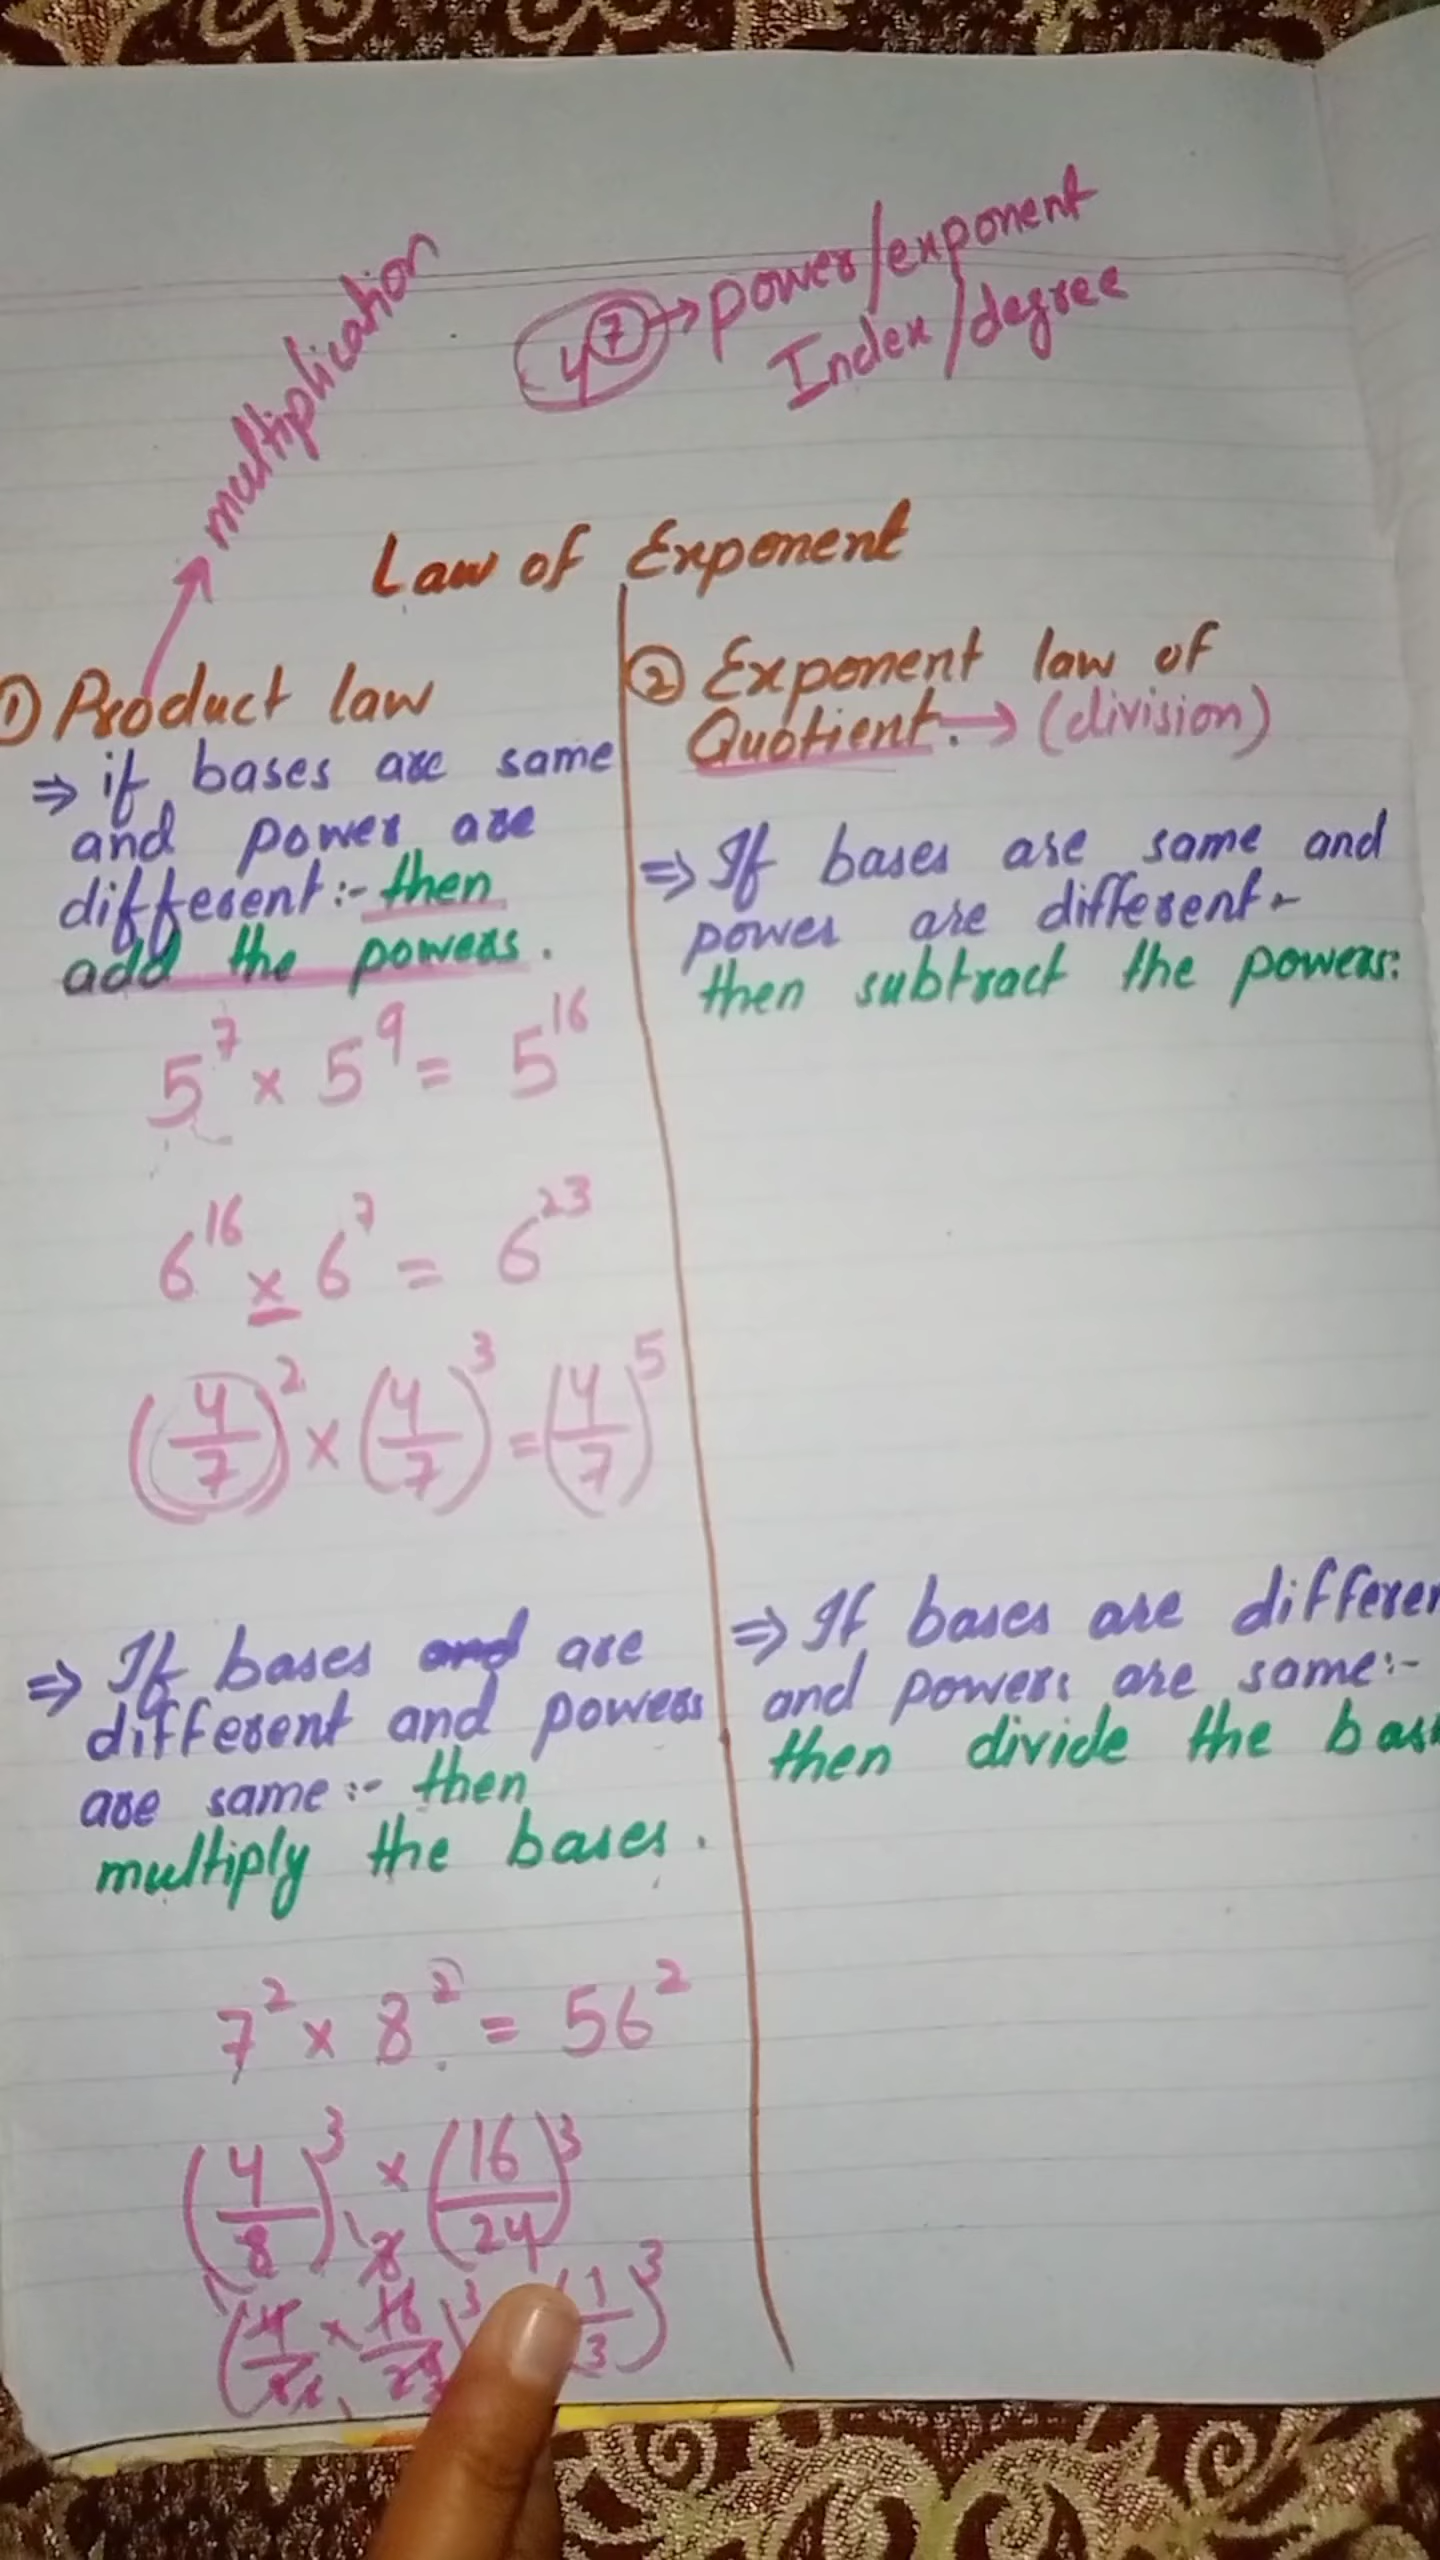 multiplication
4⁷ → power/exponent
Index/degree
Law of Exponent
① Product law
⇒ if bases are same
and power are
different:- then
add the powers.
5⁷ × 5⁹ = 5¹⁶
6¹⁶ × 6⁷ = 6²³
(4/7)² × (4/7)³ = (4/7)⁵
⇒ If bases are
different and powers
are same:- then
multiply the bases.
7² × 8² = 56²
(4/8)³ × (16/24)³
(1/3)³
② Exponent law of
Quotient. → (division)
⇒ If bases are same and
power are different-
then subtract the powers:
⇒ If bases are differen
and powers are same:-
then divide the bas